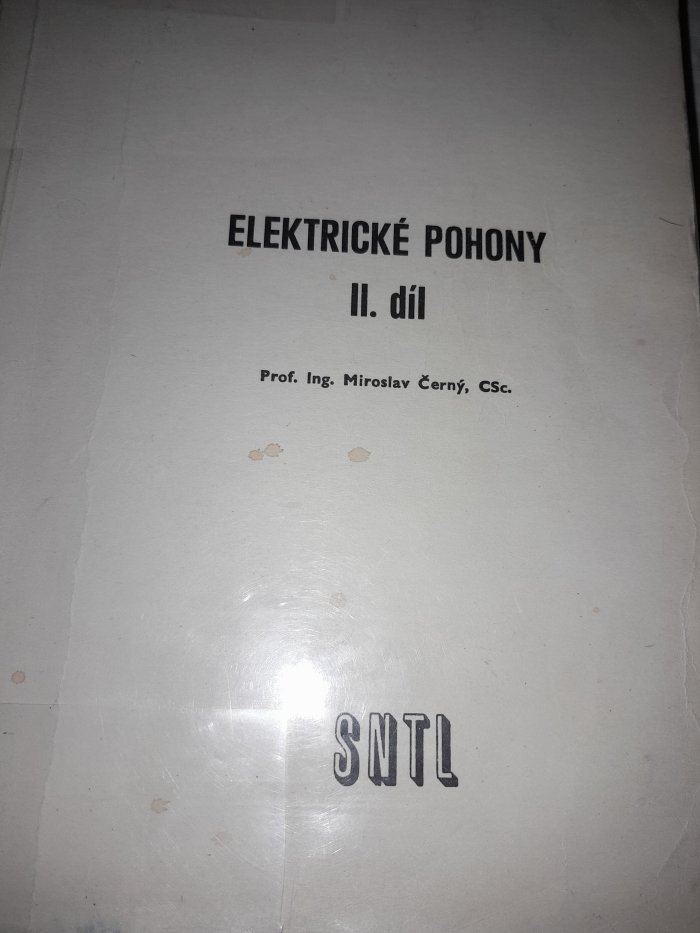 ELEKTRICKÉ POHONY
II. díl
Prof. Ing. Miroslav Černý, CSc.
SNTL